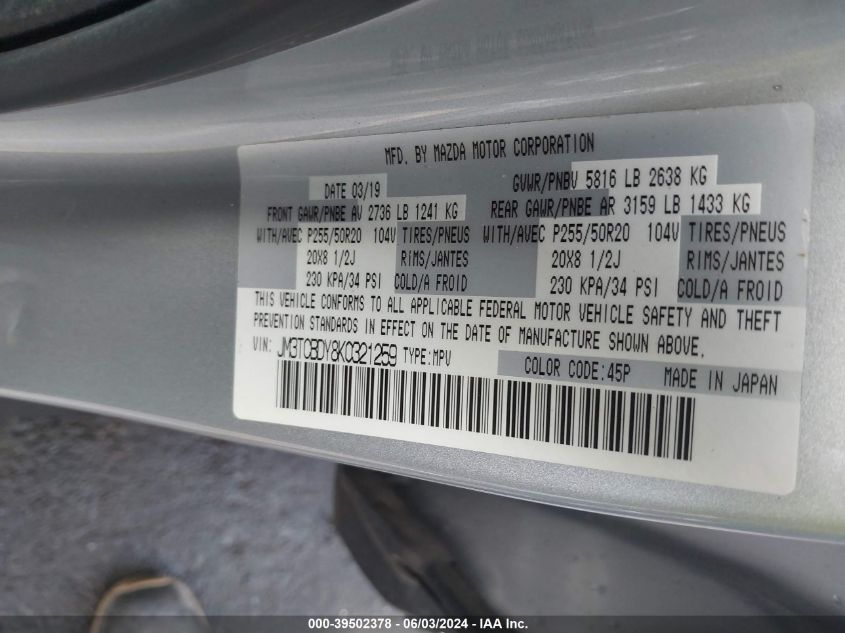 MFD. BY MAZDA MOTOR CORPORATION
DATE 03/19 GVWR/PNBV 5816 LB 2638 KG
FRONT GAWR/PNBE AV 2736 LB 1241 KG REAR GAWR/PNBE AR 3159 LB 1433 KG
WITH/AVEC P255/50R20 104V TIRES/PNEUS WITH/AVEC P255/50R20 104V TIRES/PNEUS
20X8 1/2J RIMS/JANTES 20X8 1/2J RIMS/JANTES
230 KPA/34 PSI COLD/A FROID 230 KPA/34 PSI COLD/A FROID
THIS VEHICLE CONFORMS TO ALL APPLICABLE FEDERAL MOTOR VEHICLE SAFETY AND THEFT
PREVENTION STANDARDS IN EFFECT ON THE DATE OF MANUFACTURE SHOWN ABOVE.
VIN: JM3TCBDY8K0321259 TYPE:MPV
COLOR CODE:45P MADE IN JAPAN
000-39502378 - 06/03/2024 - IAA Inc.